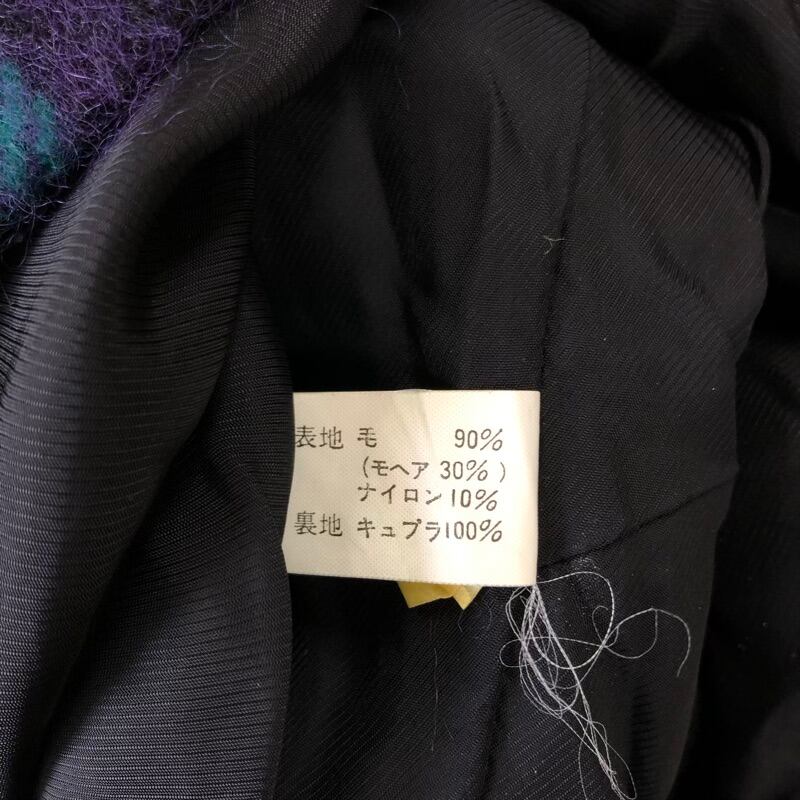 表地 毛 90%
(モヘア 30%)
ナイロン 10%
裏地 キュプラ100%